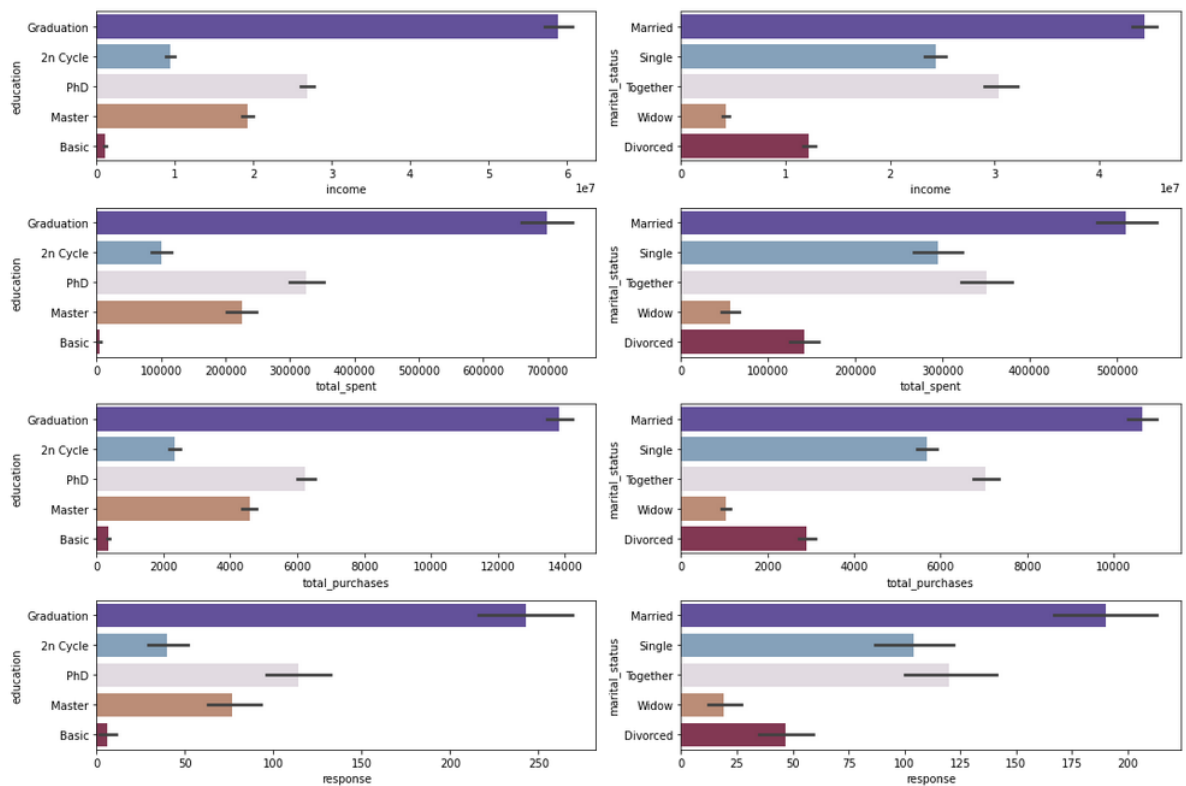 education
Graduation
2n Cycle
PhD
Master
Basic
0 1 2 3 4 5 6
income
1e7
marital_status
Married
Single
Together
Widow
Divorced
0 1 2 3 4
income
1e7
education
Graduation
2n Cycle
PhD
Master
Basic
0 100000 200000 300000 400000 500000 600000 700000
total_spent
marital_status
Married
Single
Together
Widow
Divorced
0 100000 200000 300000 400000 500000
total_spent
education
Graduation
2n Cycle
PhD
Master
Basic
0 2000 4000 6000 8000 10000 12000 14000
total_purchases
marital_status
Married
Single
Together
Widow
Divorced
0 2000 4000 6000 8000 10000
total_purchases
education
Graduation
2n Cycle
PhD
Master
Basic
0 50 100 150 200 250
response
marital_status
Married
Single
Together
Widow
Divorced
0 25 50 75 100 125 150 175 200
response